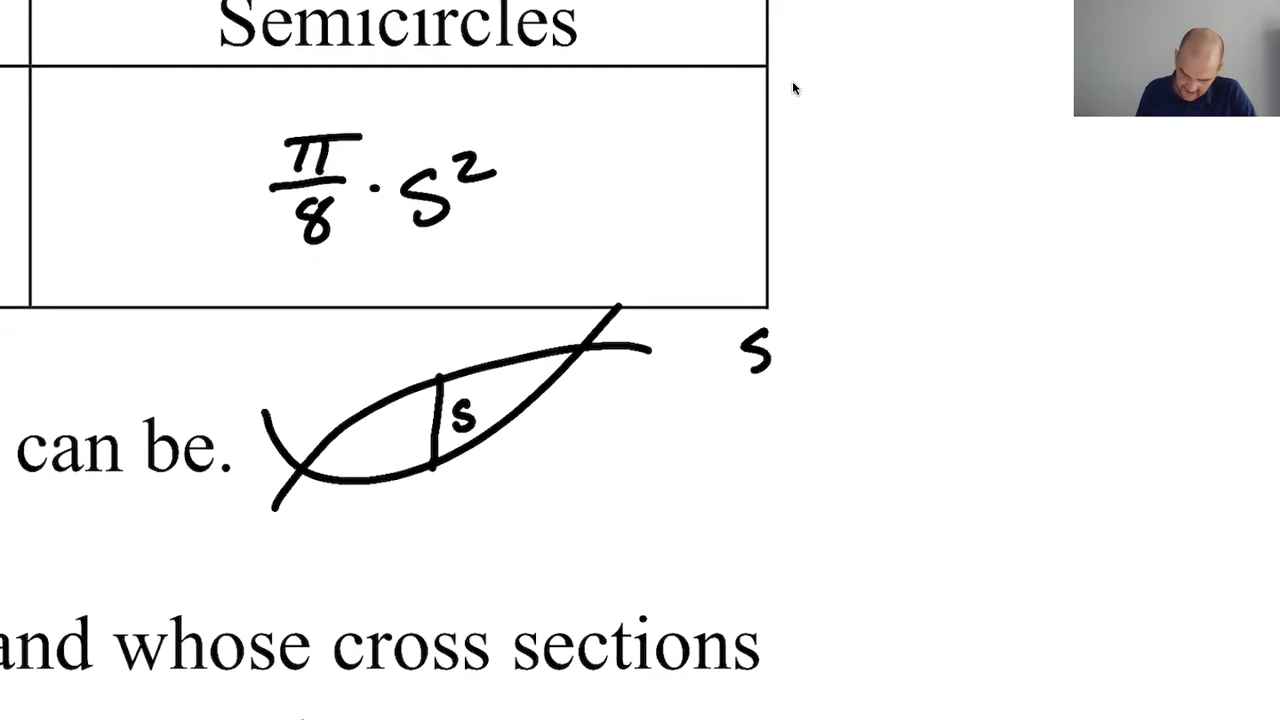 Semicircles
π/8 · s²
s
s
can be.
and whose cross sections